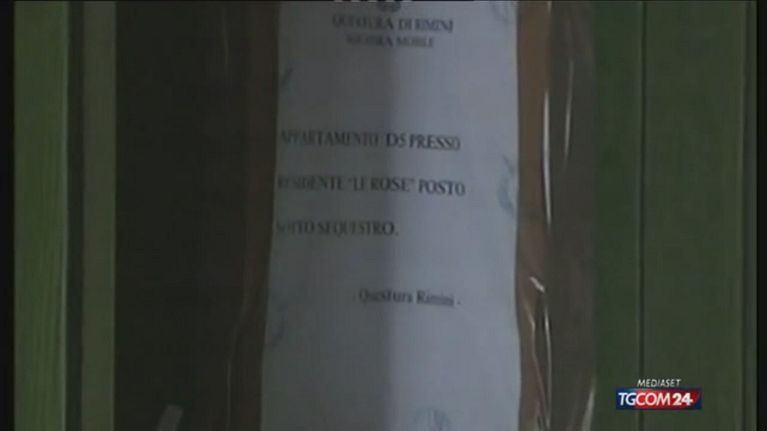 QUESTURA DI RIMINI
SQUADRA MOBILE
APPARTAMENTO D5 PRESSO
RESIDENTE "LE ROSE" POSTO
SOTTO SEQUESTRO.
- Questura Rimini -
MEDIASET
TGCOM24